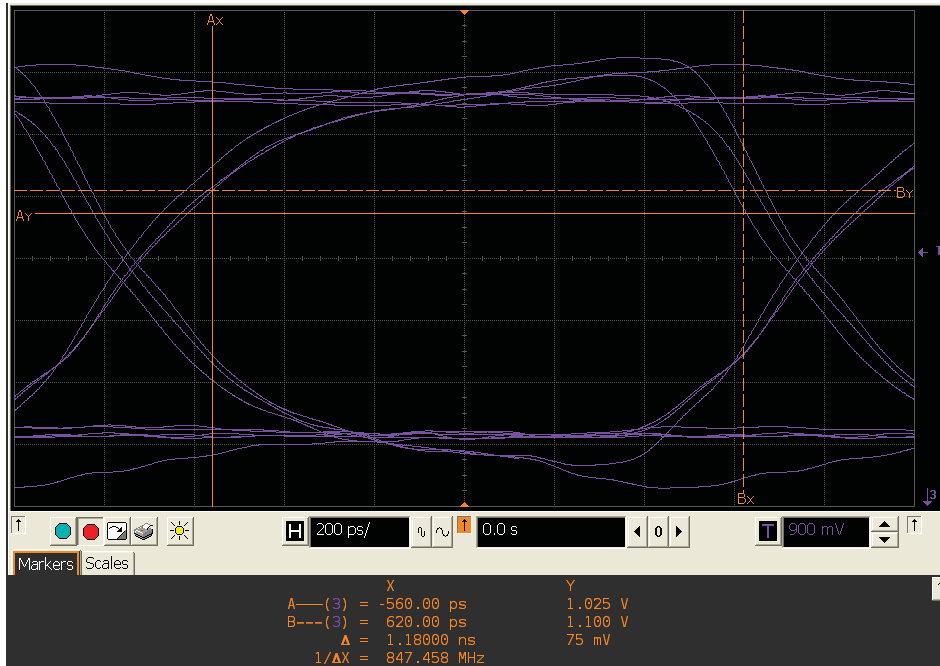 Ax
Ay
By
T
Bx
3
H 200 ps/ 0.0 s 0 T 900 mV
Markers Scales
X Y
A——(3) = -560.00 ps 1.025 V
B---(3) = 620.00 ps 1.100 V
Δ = 1.18000 ns 75 mV
1/ΔX = 847.458 MHz